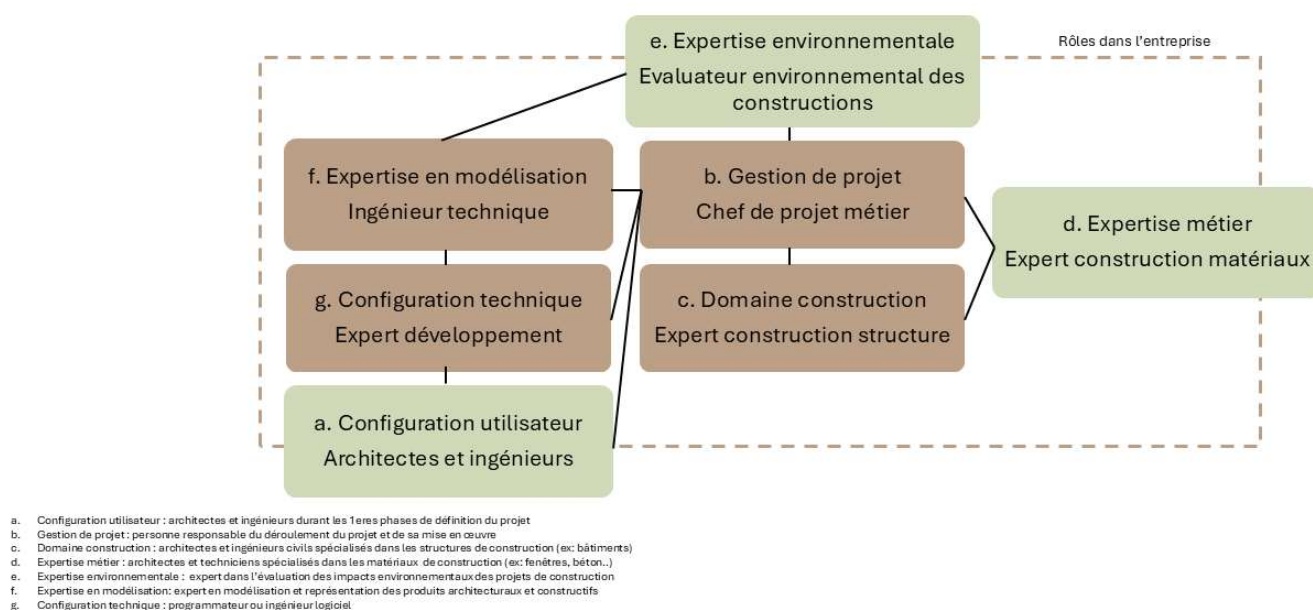 e. Expertise environnementale
Evaluateur environnemental des
constructions
Rôles dans l'entreprise
f. Expertise en modélisation
Ingénieur technique
b. Gestion de projet
Chef de projet métier
d. Expertise métier
Expert construction matériaux
g. Configuration technique
Expert développement
c. Domaine construction
Expert construction structure
a. Configuration utilisateur
Architectes et ingénieurs
a. Configuration utilisateur : architectes et ingénieurs durant les 1eres phases de définition du projet
b. Gestion de projet : personne responsable du déroulement du projet et de sa mise en œuvre
c. Domaine construction : architectes et ingénieurs civils spécialisés dans les structures de construction (ex: bâtiments)
d. Expertise métier : architectes et techniciens spécialisés dans les matériaux de construction (ex: fenêtres, béton..)
e. Expertise environnementale : expert dans l'évaluation des impacts environnementaux des projets de construction
f. Expertise en modélisation: expert en modélisation et représentation des produits architecturaux et constructifs
g. Configuration technique : programmateur ou ingénieur logiciel